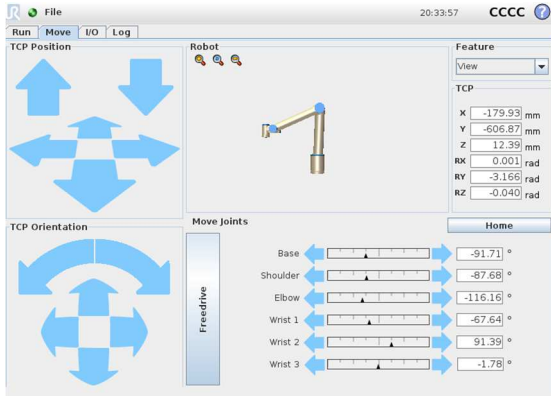 File 20:33:57 CCCC ?
Run Move I/O Log
TCP Position
Robot
Feature
View
TCP
X -179.93 mm
Y -606.87 mm
Z 12.39 mm
RX 0.001 rad
RY -3.166 rad
RZ -0.040 rad
TCP Orientation
Move Joints
Home
Freedrive
Base -91.71 °
Shoulder -87.68 °
Elbow -116.16 °
Wrist 1 -67.64 °
Wrist 2 91.39 °
Wrist 3 -1.78 °